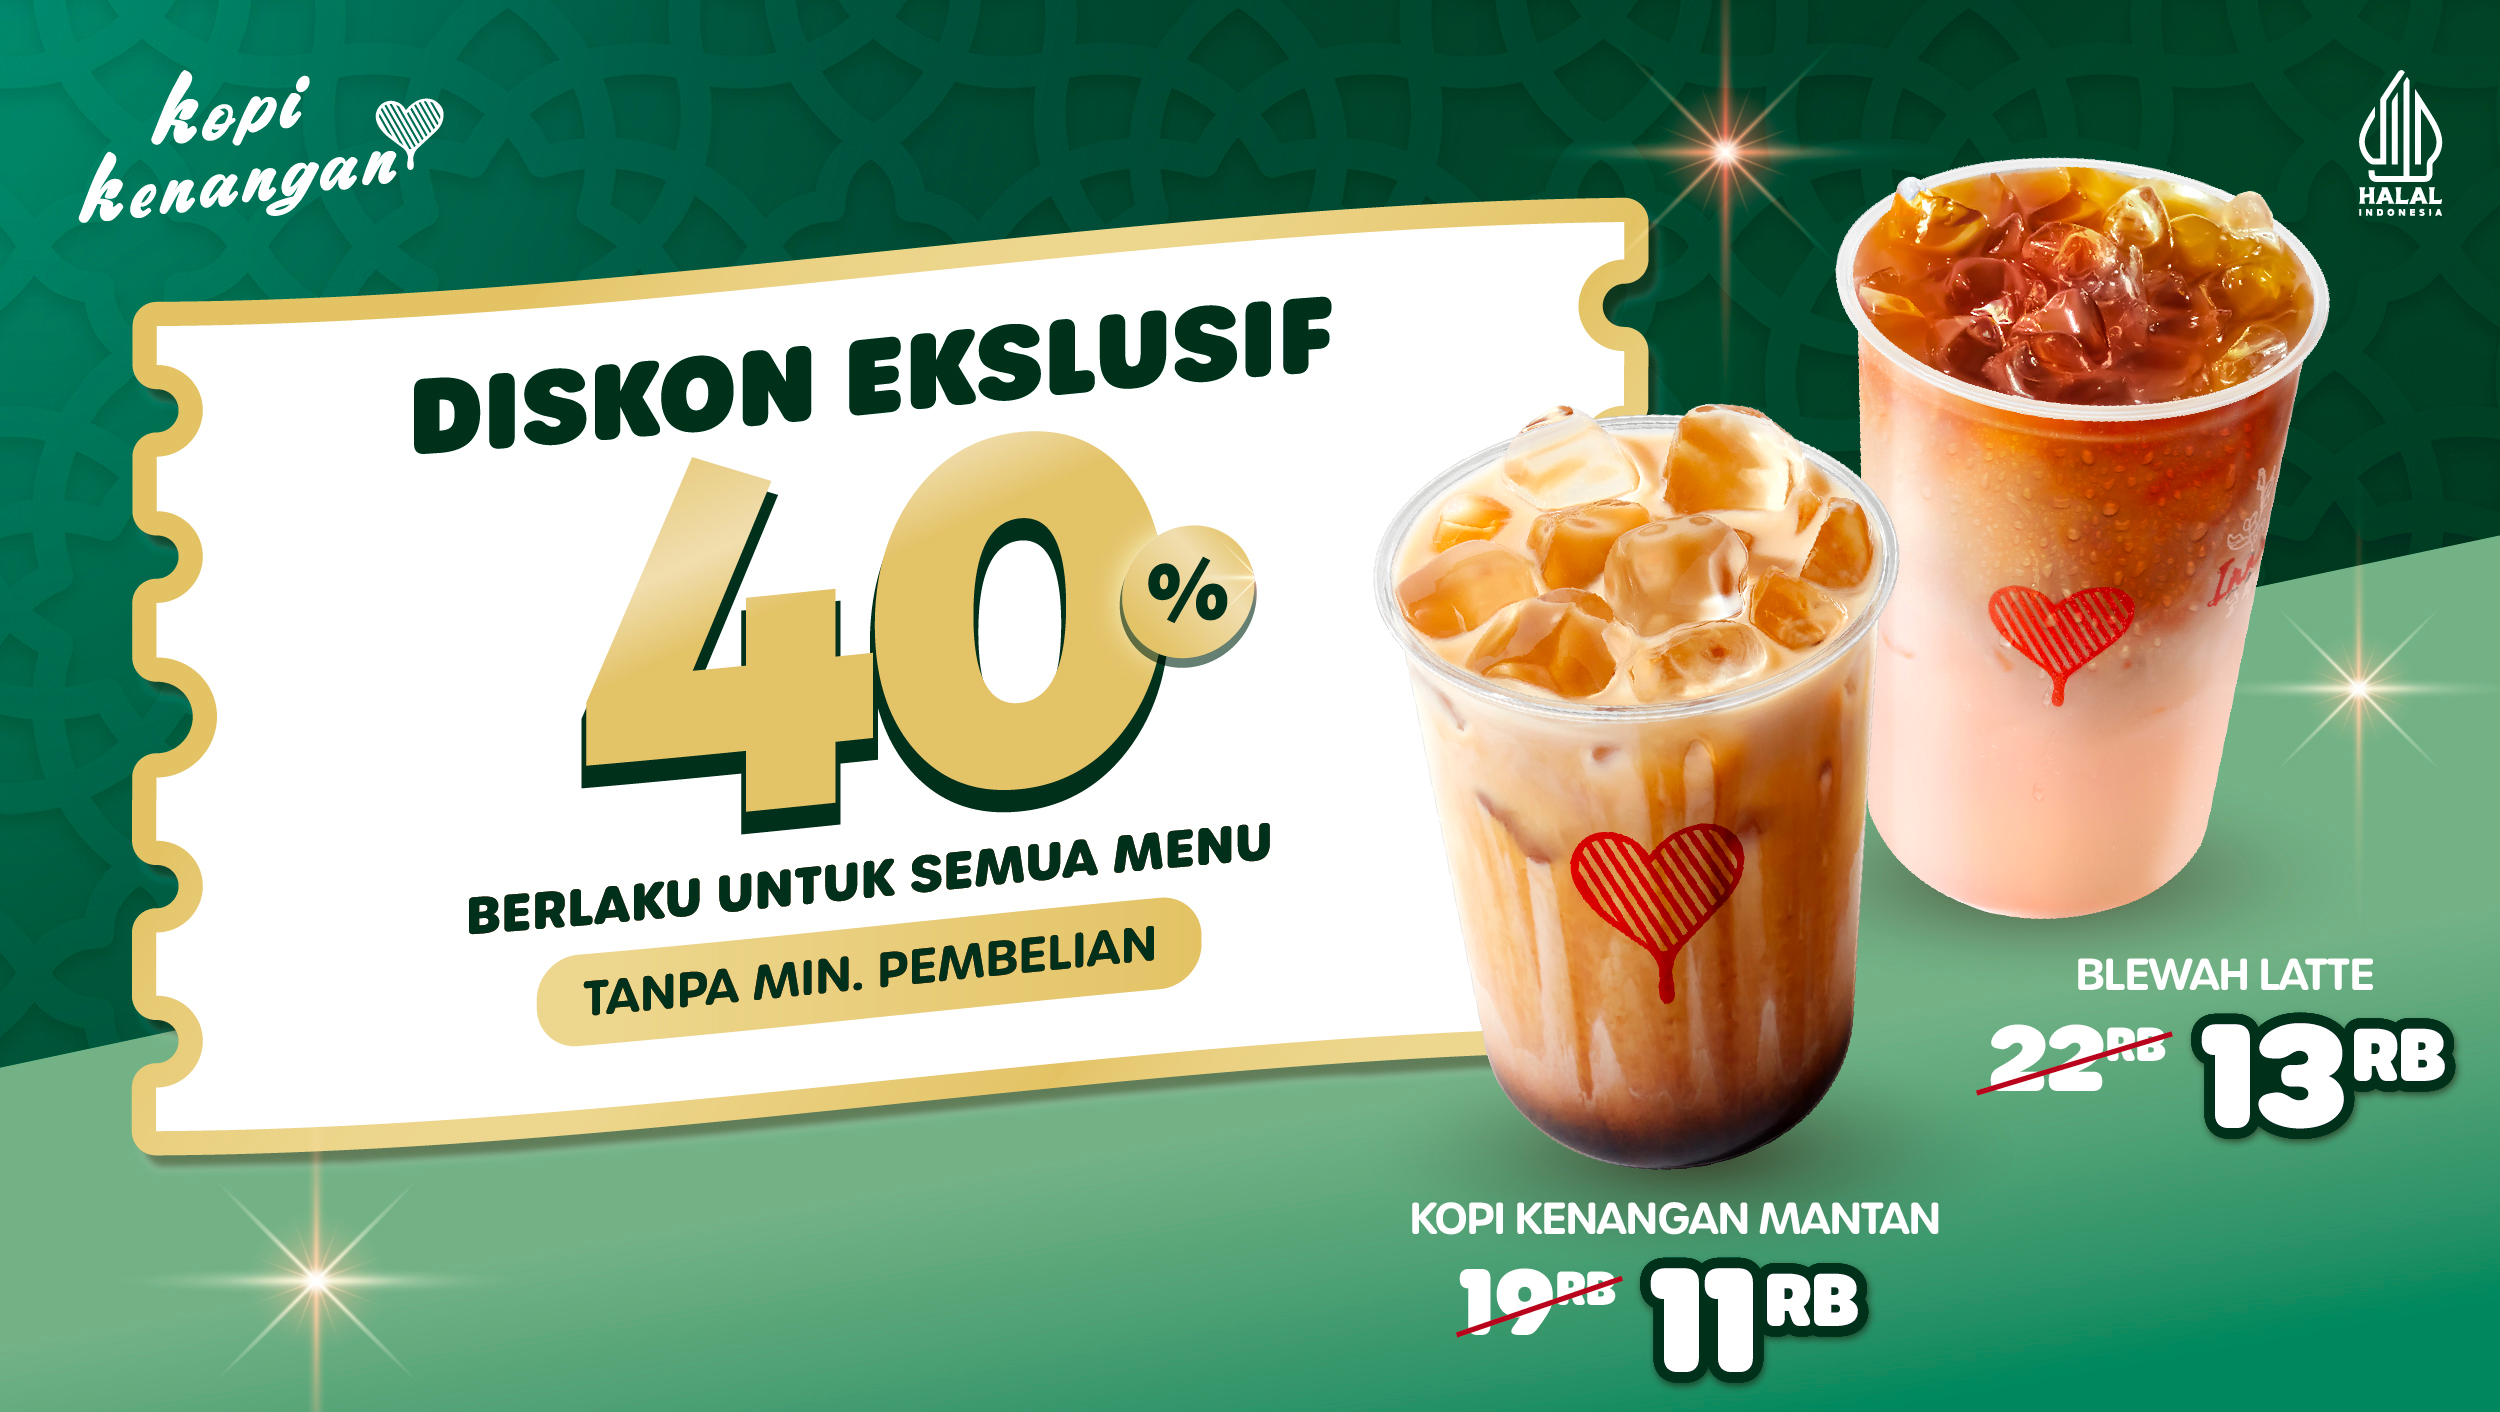 kopi
kenangan
HALAL
INDONESIA
DISKON EKSLUSIF
40%
BERLAKU UNTUK SEMUA MENU
TANPA MIN. PEMBELIAN
BLEWAH LATTE
22RB 13RB
KOPI KENANGAN MANTAN
19RB 11RB